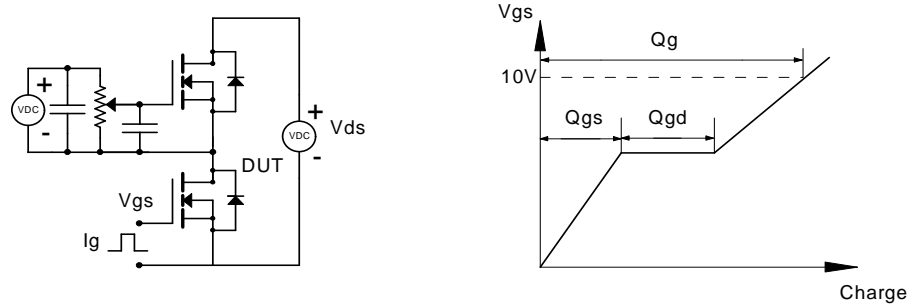 +
VDC
-
+
VDC
-
Vds
DUT
Vgs
Ig
Vgs
Qg
10V
Qgs
Qgd
Charge